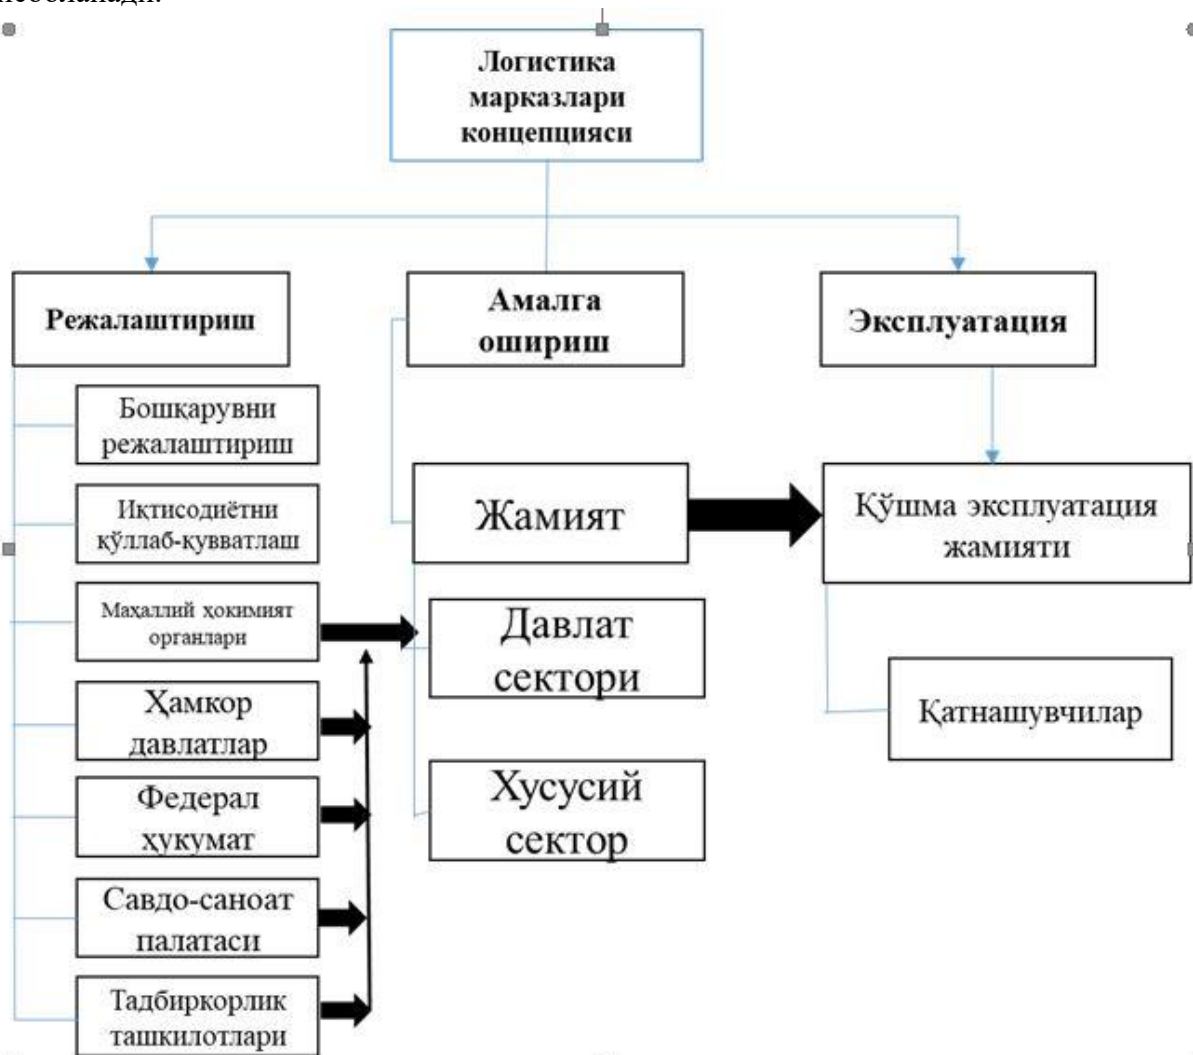 Логистика
марказлари
концепцияси
Режалаштириш
Амалга
ошириш
Эксплуатация
Бошқарувни
режалаштириш
Иқтисодиётни
қўллаб-қувватлаш
Маҳаллий ҳокимият
органлари
Ҳамкор
давлатлар
Федерал
ҳукумат
Савдо-саноат
палатаси
Тадбиркорлик
ташкилотлари
Жамият
Давлат
сектори
Хусусий
сектор
Қўшма эксплуатация
жамияти
Қатнашувчилар